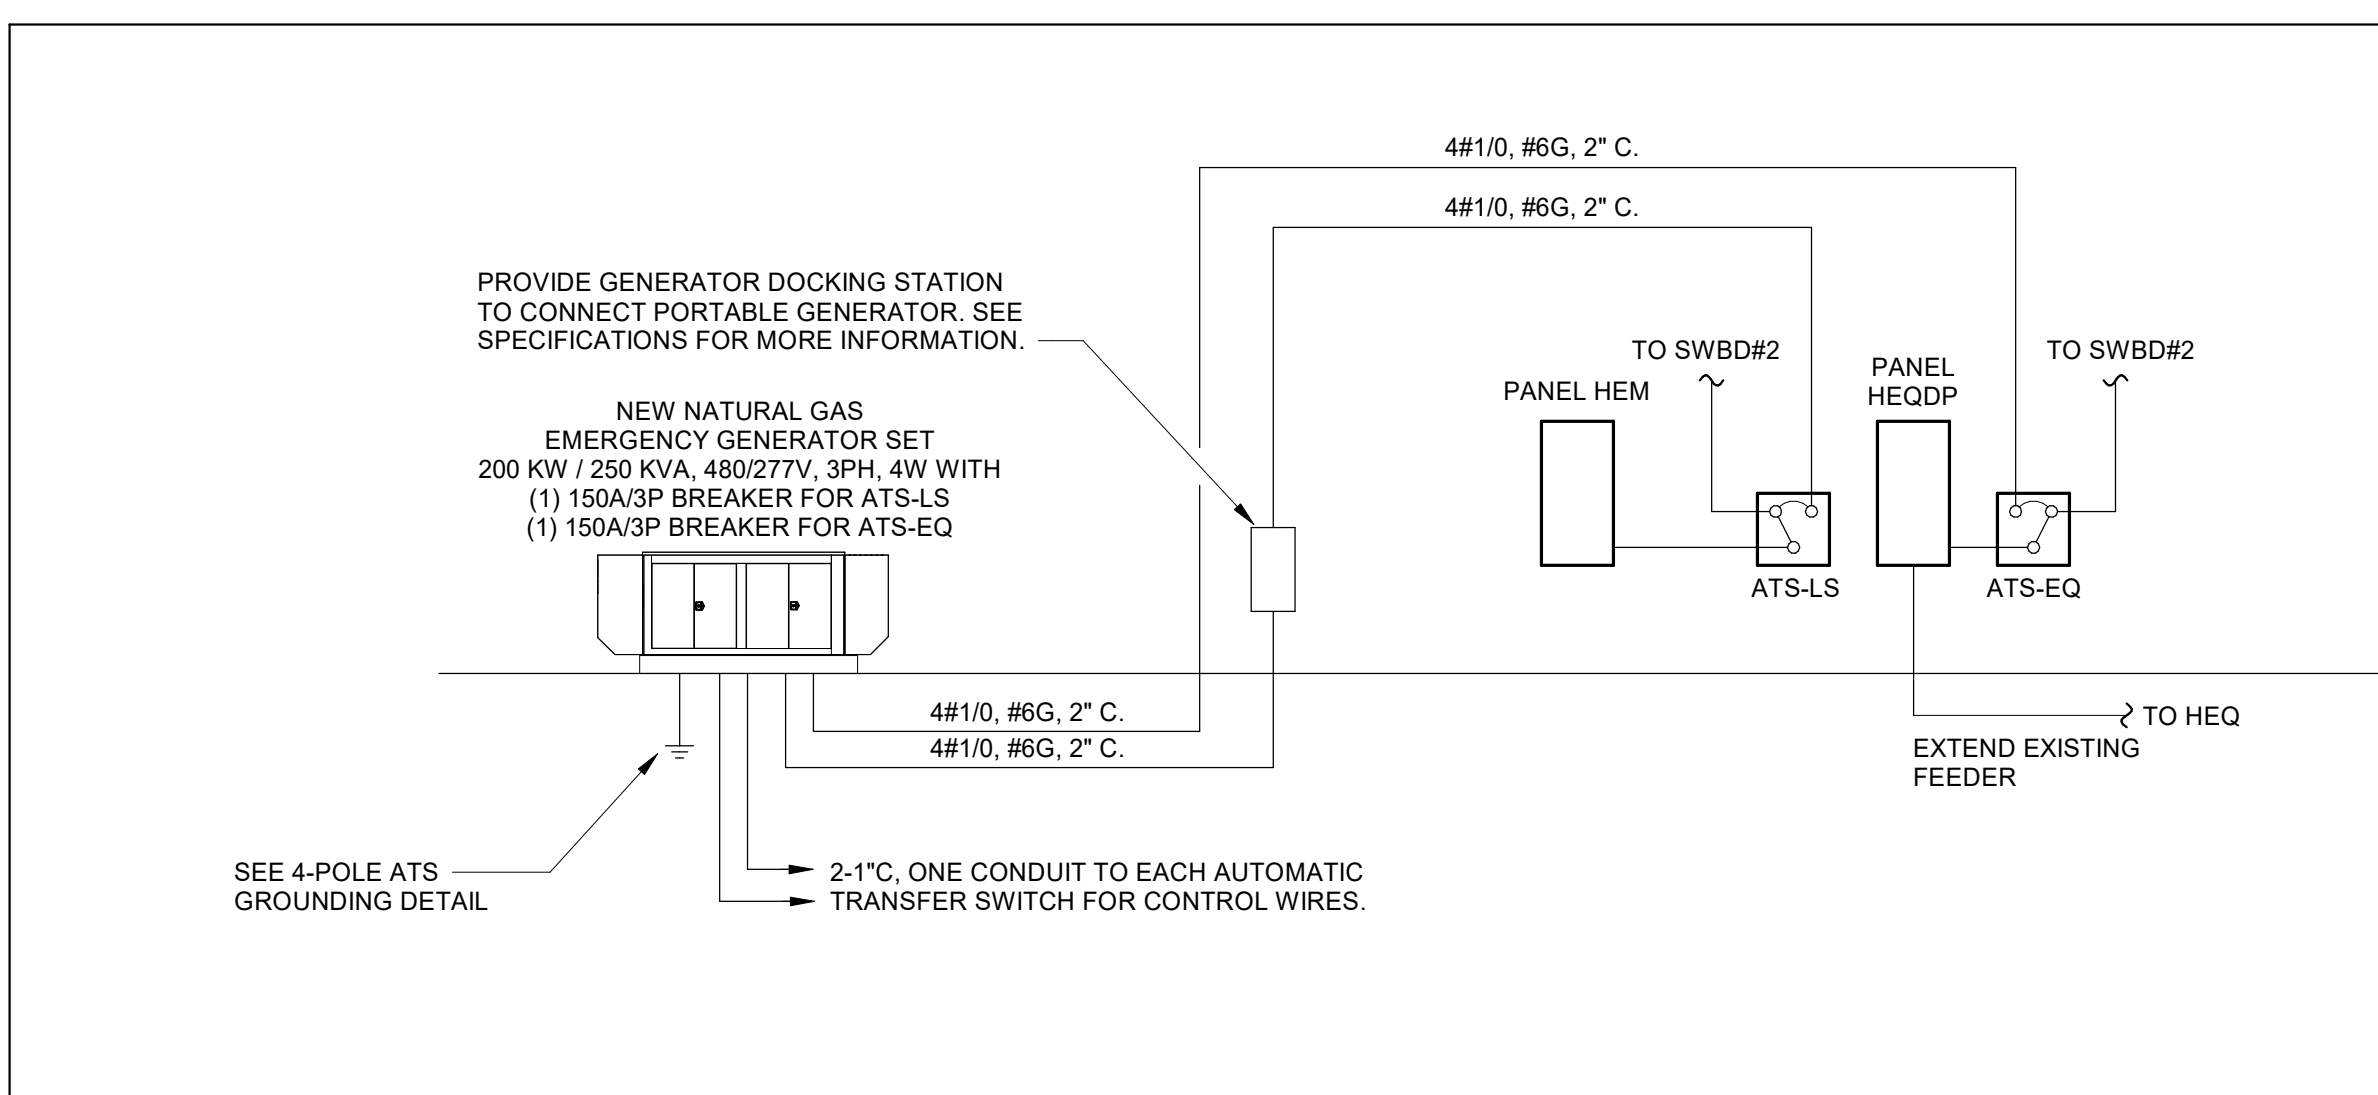 4#1/0, #6G, 2" C.
4#1/0, #6G, 2" C.
PROVIDE GENERATOR DOCKING STATION
TO CONNECT PORTABLE GENERATOR. SEE
SPECIFICATIONS FOR MORE INFORMATION.
NEW NATURAL GAS
EMERGENCY GENERATOR SET
200 KW / 250 KVA, 480/277V, 3PH, 4W WITH
(1) 150A/3P BREAKER FOR ATS-LS
(1) 150A/3P BREAKER FOR ATS-EQ
TO SWBD#2
PANEL HEM
PANEL
HEQDP
TO SWBD#2
ATS-LS
ATS-EQ
4#1/0, #6G, 2" C.
4#1/0, #6G, 2" C.
TO HEQ
EXTEND EXISTING
FEEDER
SEE 4-POLE ATS
GROUNDING DETAIL
2-1"C, ONE CONDUIT TO EACH AUTOMATIC
TRANSFER SWITCH FOR CONTROL WIRES.